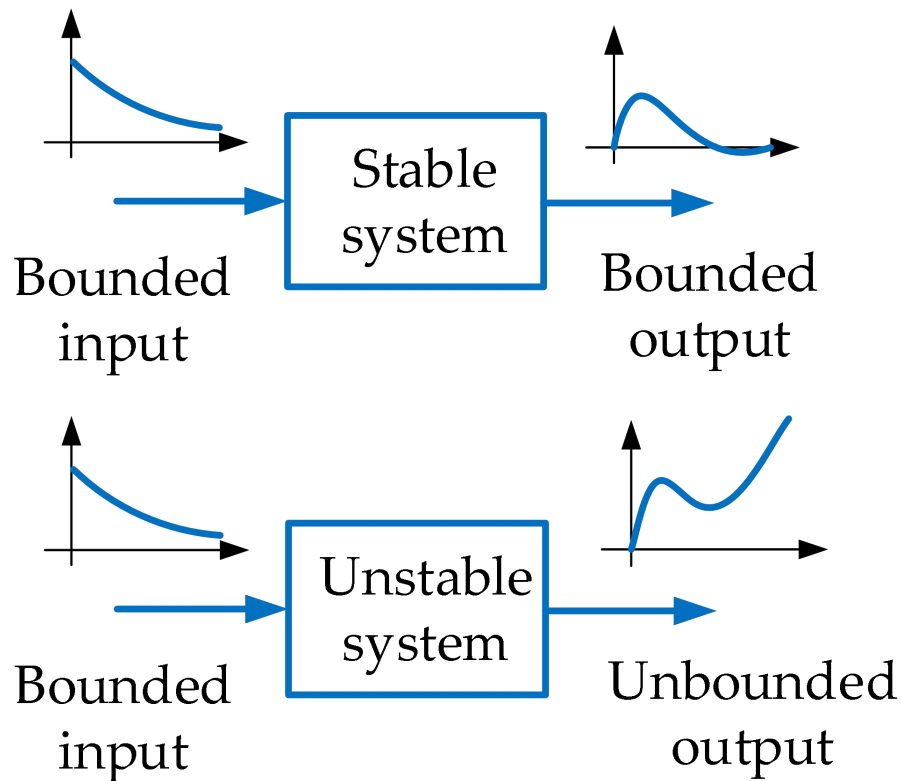 Stable
system
Bounded
input
Bounded
output
Unstable
system
Bounded
input
Unbounded
output